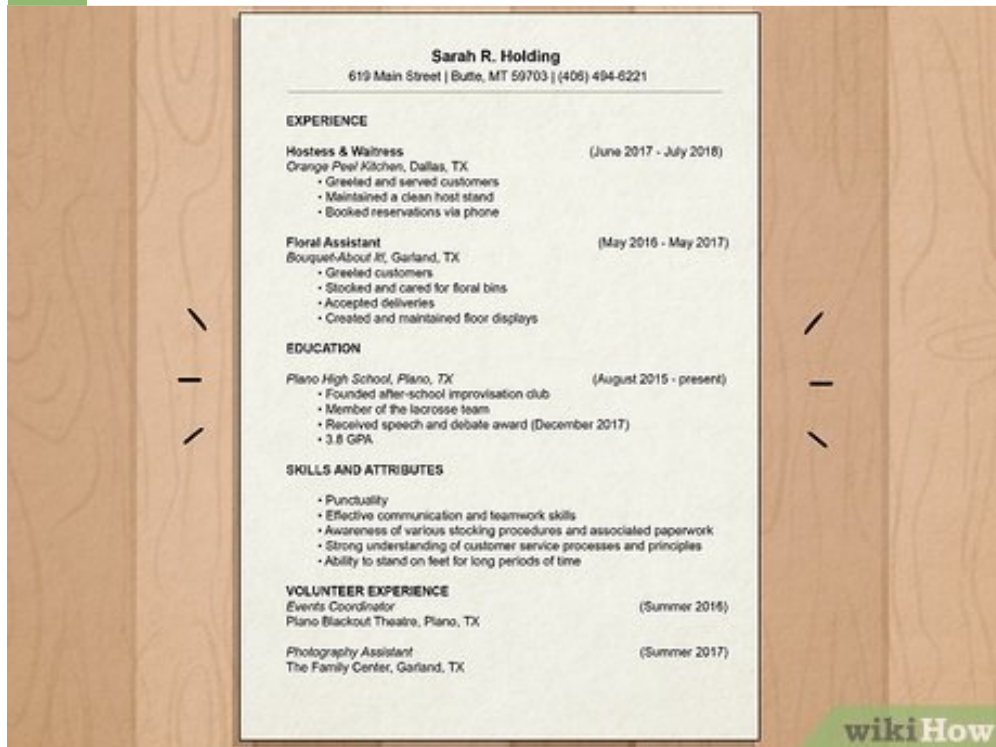 Sarah R. Holding
619 Main Street | Butte, MT 59703 | (406) 494-6221
EXPERIENCE
Hostess & Waitress (June 2017 - July 2018)
Orange Peel Kitchen, Dallas, TX
• Greeted and served customers
• Maintained a clean host stand
• Booked reservations via phone
Floral Assistant (May 2016 - May 2017)
Bouquet-About It!, Garland, TX
• Greeted customers
• Stocked and cared for floral bins
• Accepted deliveries
• Created and maintained floor displays
EDUCATION
Plano High School, Plano, TX (August 2015 - present)
• Founded after-school improvisation club
• Member of the lacrosse team
• Received speech and debate award (December 2017)
• 3.8 GPA
SKILLS AND ATTRIBUTES
• Punctuality
• Effective communication and teamwork skills
• Awareness of various stocking procedures and associated paperwork
• Strong understanding of customer service processes and principles
• Ability to stand on feet for long periods of time
VOLUNTEER EXPERIENCE
Events Coordinator (Summer 2016)
Plano Blackout Theatre, Plano, TX
Photography Assistant (Summer 2017)
The Family Center, Garland, TX
wikiHow